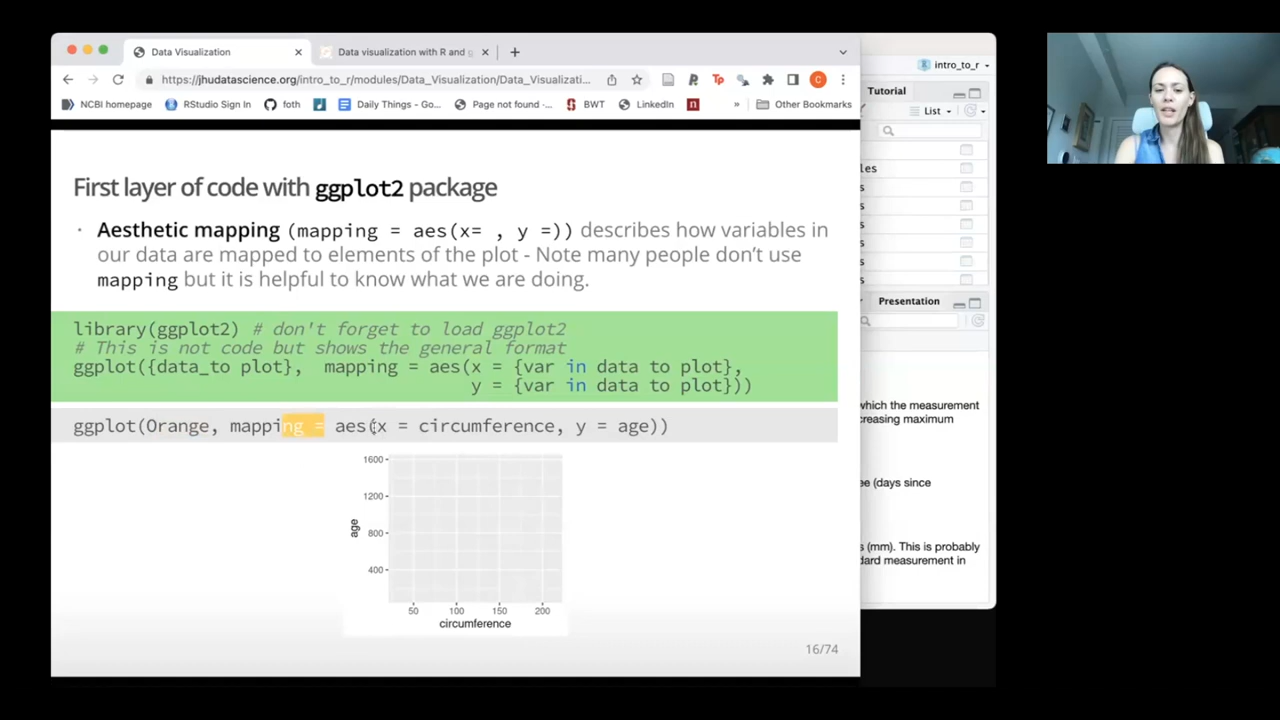 Data Visualization
Data visualization with R and g
https://jhudatascience.org/intro_to_r/modules/Data_Visualization/Data_Visualizati...
NCBI homepage
RStudio Sign In
foth
Daily Things - Go...
Page not found -...
BWT
LinkedIn
»
Other Bookmarks
intro_to_r
Tutorial
List
les
s
s
s
s
s
s
Presentation
First layer of code with ggplot2 package
· Aesthetic mapping (mapping = aes(x= , y =)) describes how variables in
our data are mapped to elements of the plot - Note many people don't use
mapping but it is helpful to know what we are doing.
library(ggplot2) # don't forget to load ggplot2
# This is not code but shows the general format
ggplot({data_to plot}, mapping = aes(x = {var in data to plot},
y = {var in data to plot}))
ggplot(Orange, mapping = aes(x = circumference, y = age))
1600
1200
800
400
age
50 100 150 200
circumference
16/74
which the measurement
creasing maximum
ee (days since
s (mm). This is probably
dard measurement in